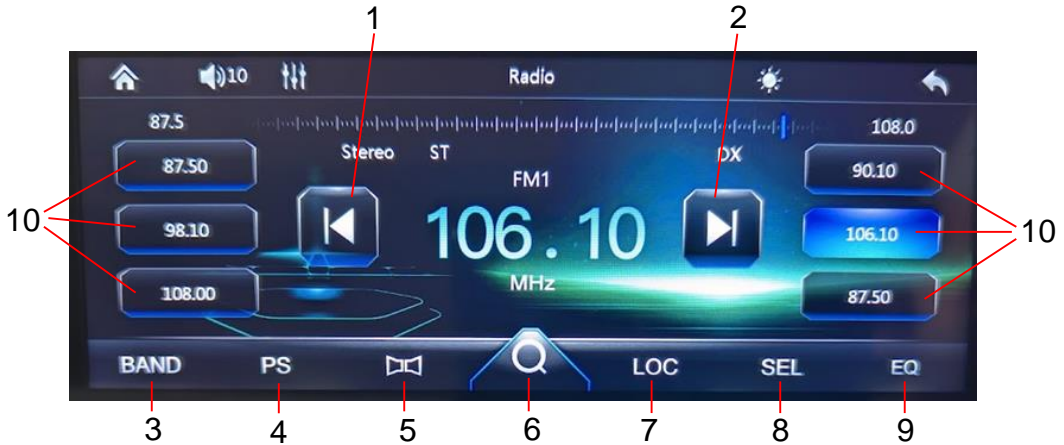 1 2
10 Radio
87.5 108.0
Stereo ST DX
87.50 FM1 90.10
10 98.10 106.10 106.10 10
108.00 MHz 87.50
BAND PS LOC SEL EQ
3 4 5 6 7 8 9